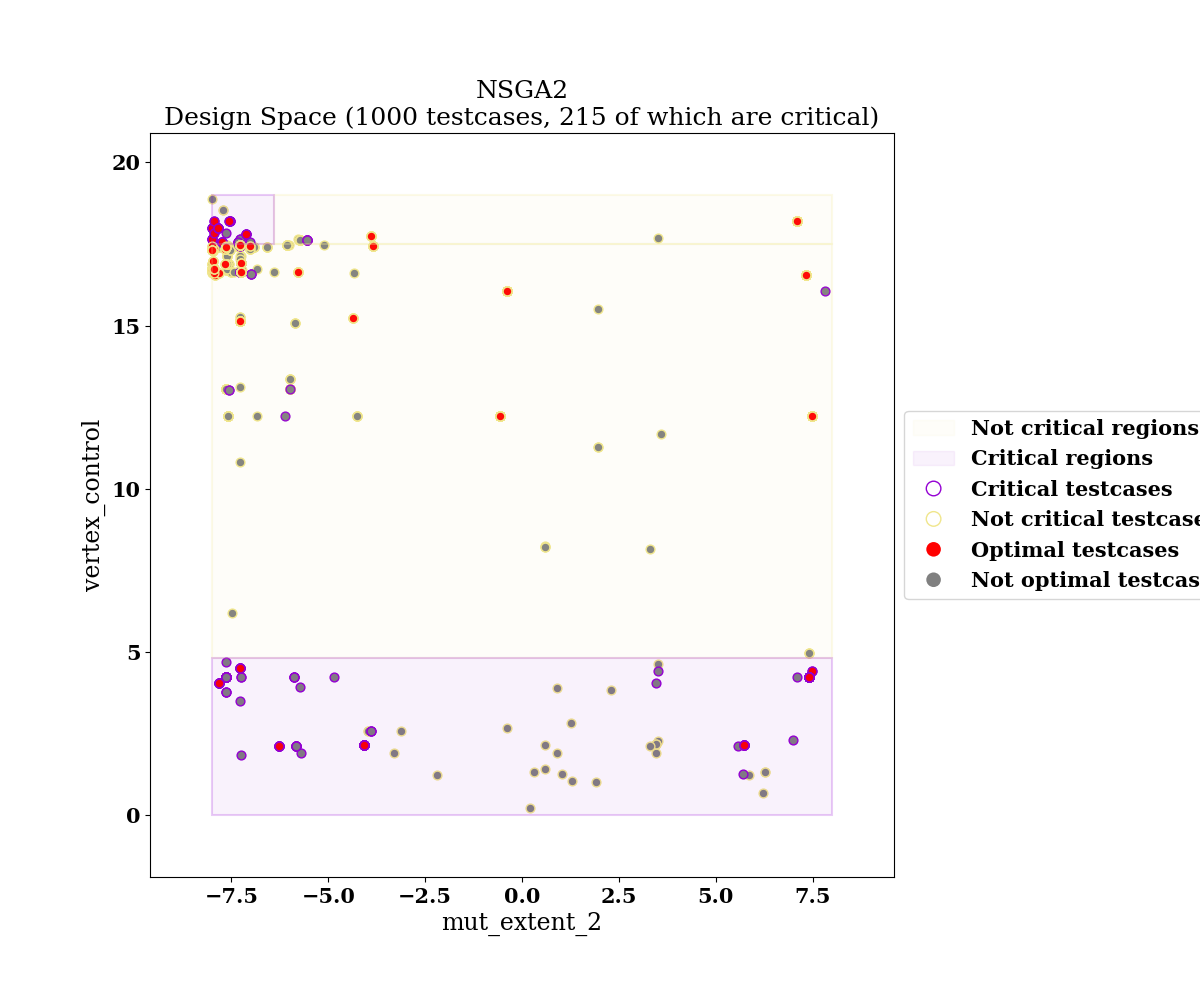 NSGA2
Design Space (1000 testcases, 215 of which are critical)
20
15
10
5
0
vertex_control
−7.5
−5.0
−2.5
0.0
2.5
5.0
7.5
mut_extent_2
Not critical regions
Critical regions
Critical testcases
Not critical testcase
Optimal testcases
Not optimal testcas